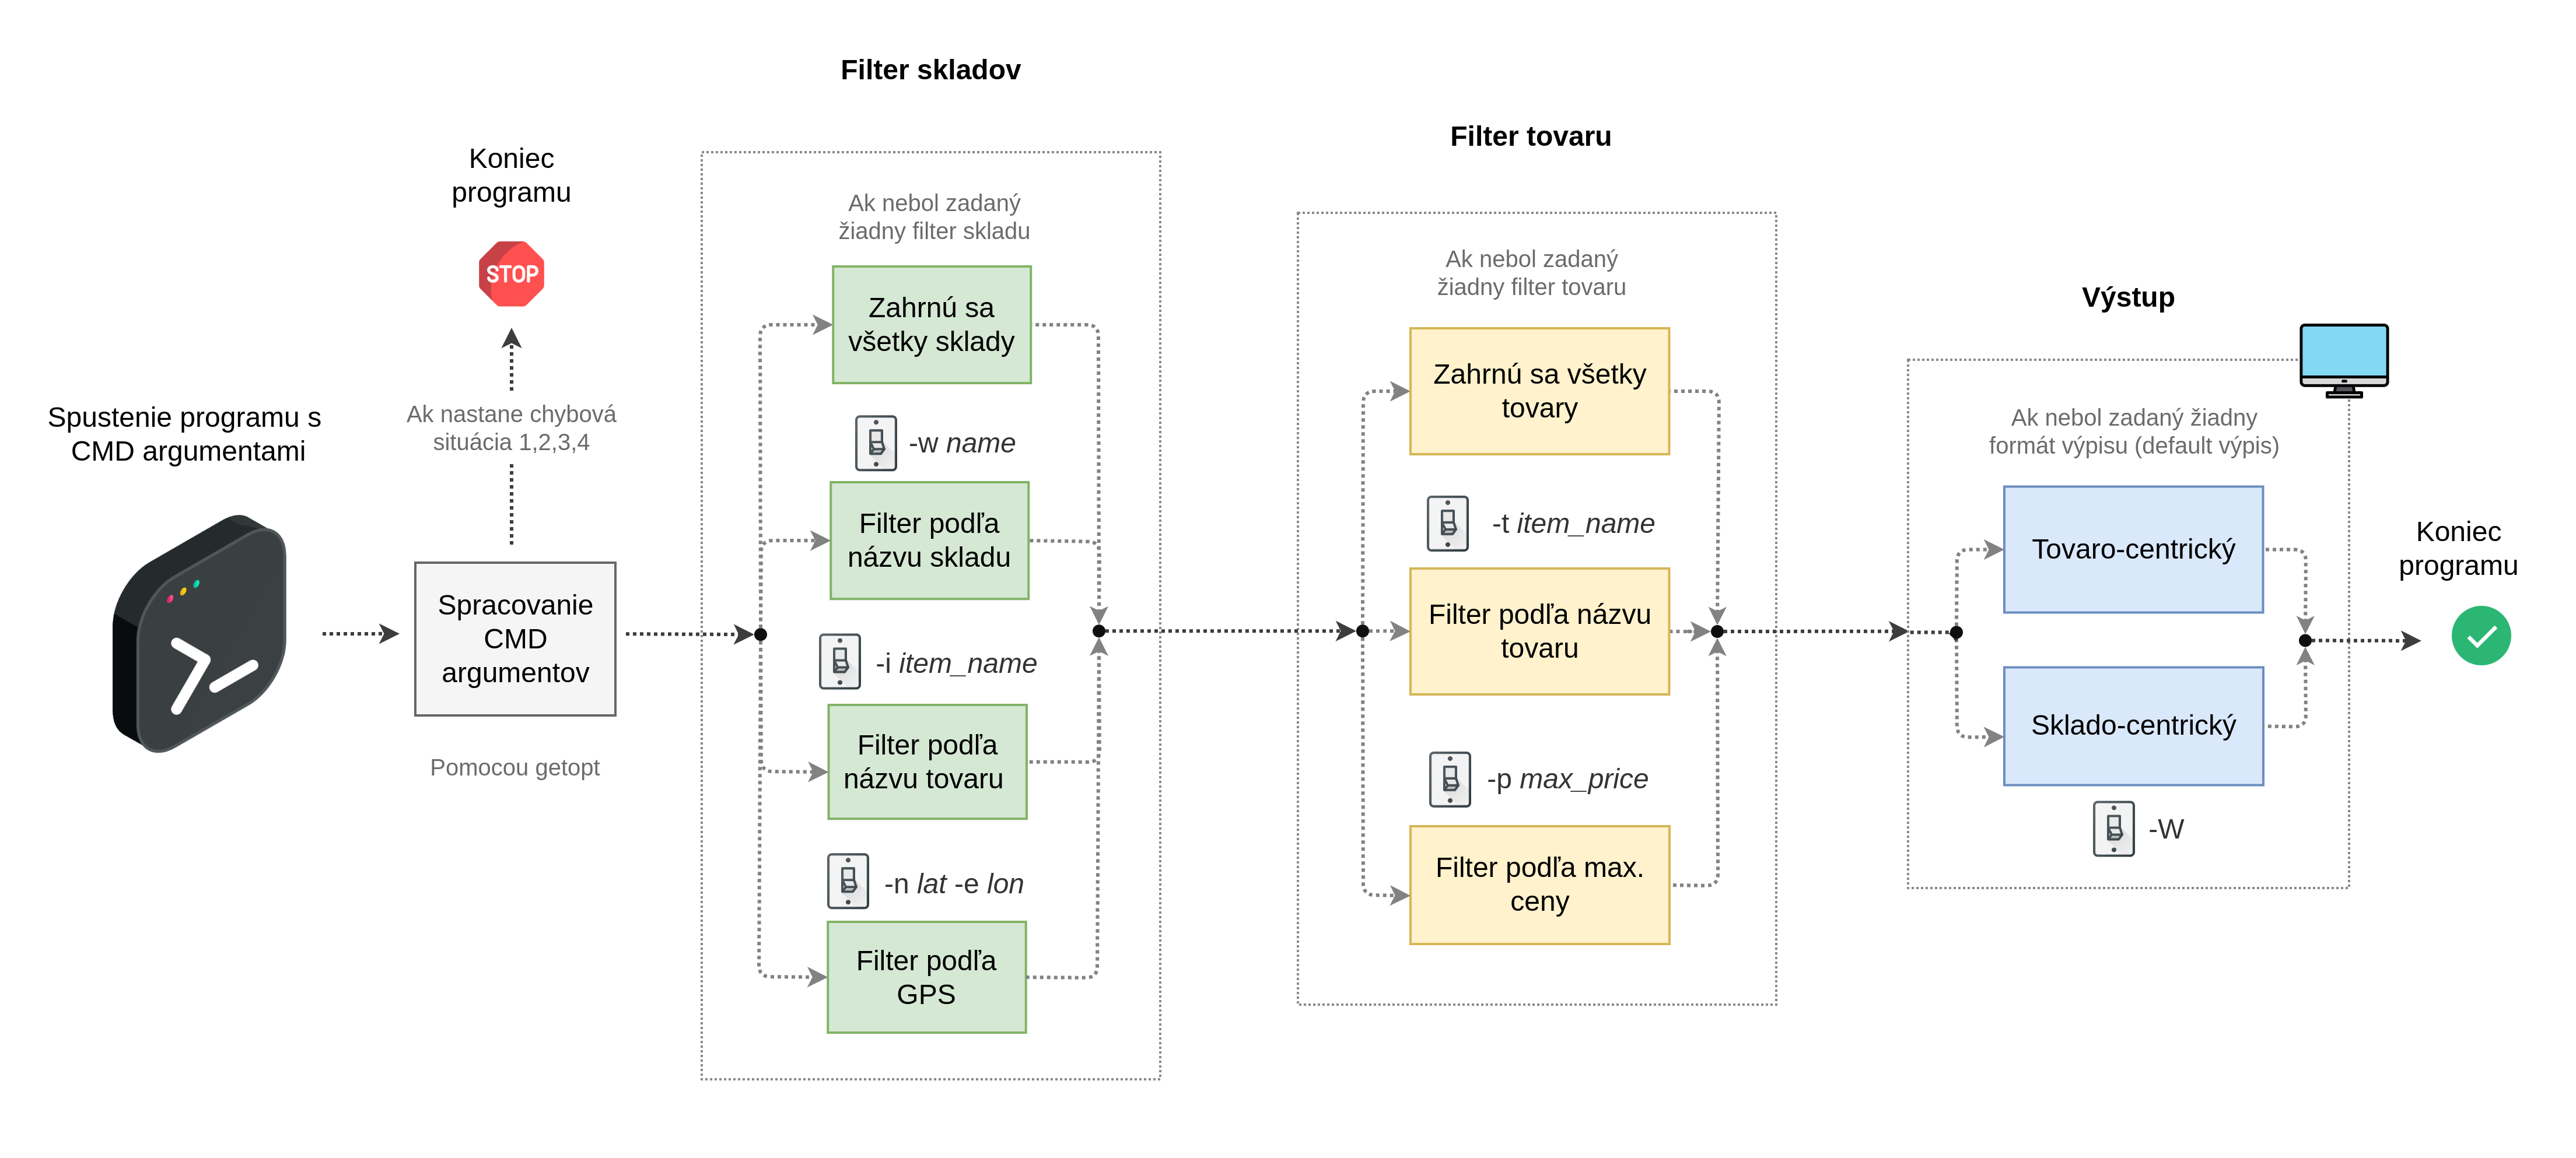 Spustenie programu s
CMD argumentami
Koniec
programu
STOP
Ak nastane chybová
situácia 1,2,3,4
Spracovanie
CMD
argumentov
Pomocou getopt
Filter skladov
Ak nebol zadaný
žiadny filter skladu
Zahrnú sa
všetky sklady
-w name
Filter podľa
názvu skladu
-i item_name
Filter podľa
názvu tovaru
-n lat -e lon
Filter podľa
GPS
Filter tovaru
Ak nebol zadaný
žiadny filter tovaru
Zahrnú sa všetky
tovary
-t item_name
Filter podľa názvu
tovaru
-p max_price
Filter podľa max.
ceny
Výstup
Ak nebol zadaný žiadny
formát výpisu (default výpis)
Tovaro-centrický
Sklado-centrický
-W
Koniec
programu